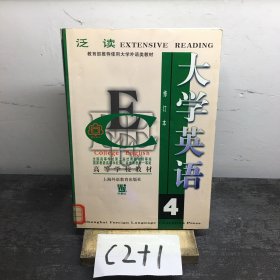 泛读 EXTENSIVE READING
教育部推荐使用大学外语类教材
大学英语
修订本
E
College English
高等学校教材
上海外语教育出版社
4
Shanghai Foreign Language Education Press
C2+1